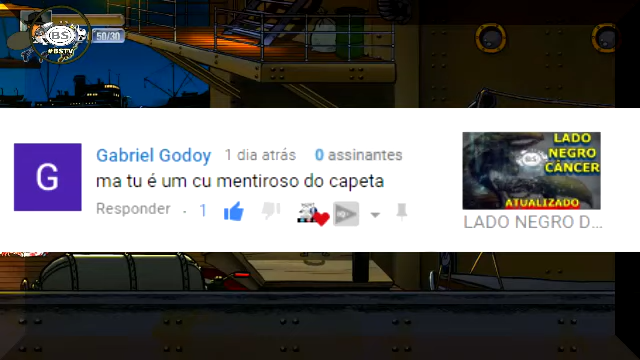 BS
#BSTV
50/30
G
Gabriel Godoy 1 dia atrás 0 assinantes
ma tu é um cu mentiroso do capeta
Responder . 1
LADO
NEGRO
BS
CÂNCER
ATUALIZADO
LADO NEGRO D...